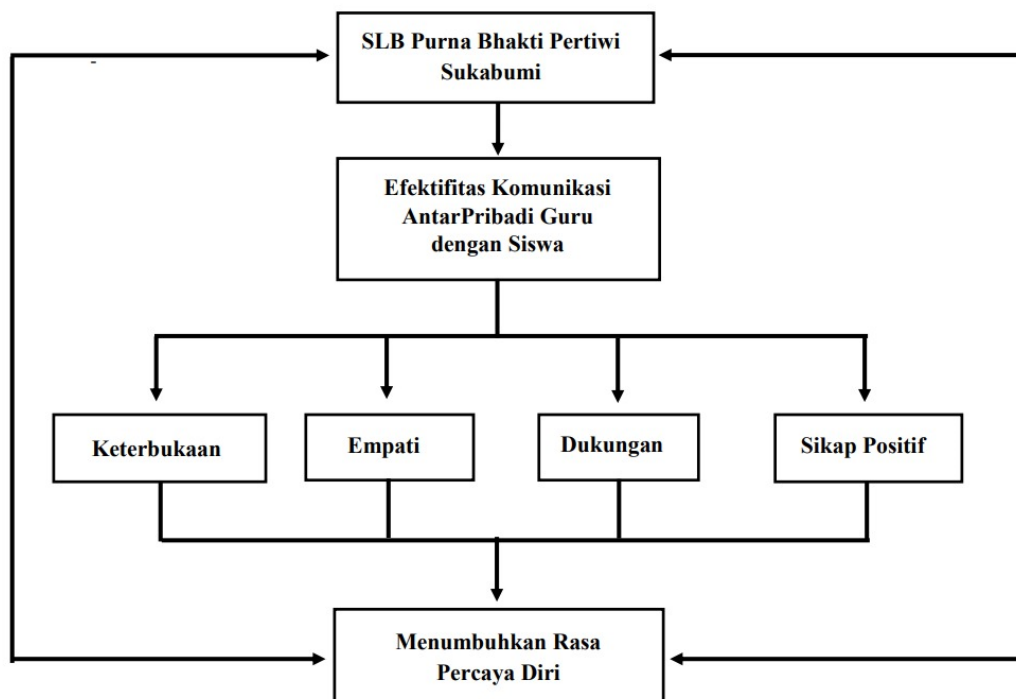 SLB Purna Bhakti Pertiwi
Sukabumi
Efektifitas Komunikasi
AntarPribadi Guru
dengan Siswa
Keterbukaan
Empati
Dukungan
Sikap Positif
Menumbuhkan Rasa
Percaya Diri